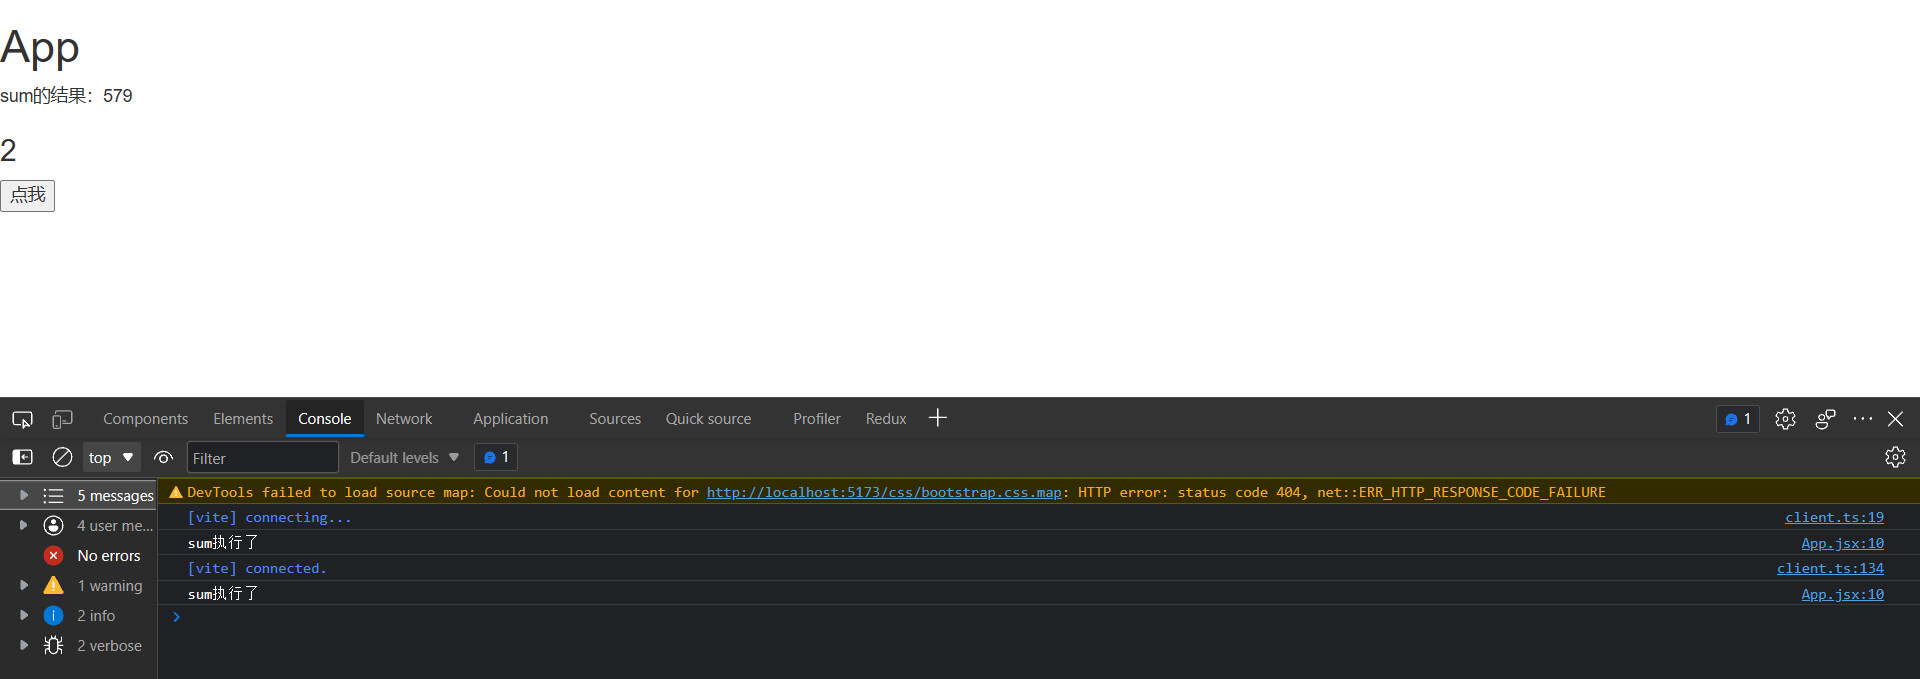 App
sum的结果：579
2
点我
Components Elements Console Network Application Sources Quick source Profiler Redux 1
top Filter Default levels 1
5 messages
4 user me...
No errors
1 warning
2 info
2 verbose
DevTools failed to load source map: Could not load content for http://localhost:5173/css/bootstrap.css.map: HTTP error: status code 404, net::ERR_HTTP_RESPONSE_CODE_FAILURE
[vite] connecting... client.ts:19
sum执行了 App.jsx:10
[vite] connected. client.ts:134
sum执行了 App.jsx:10